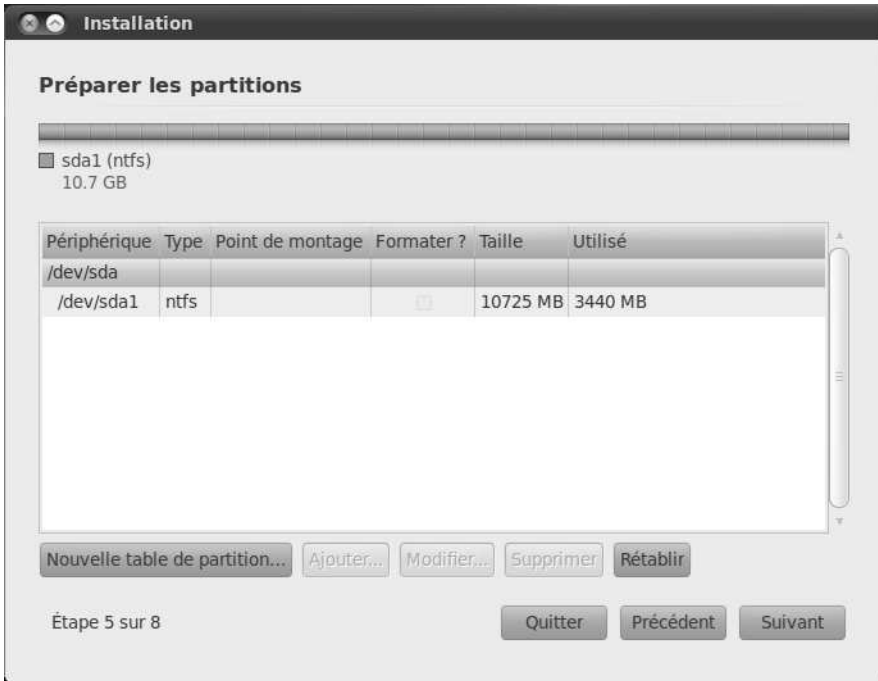 Installation
Préparer les partitions
sda1 (ntfs)
10.7 GB
Périphérique Type Point de montage Formater ? Taille Utilisé
/dev/sda
/dev/sda1 ntfs 10725 MB 3440 MB
Nouvelle table de partition... Ajouter... Modifier... Supprimer Rétablir
Étape 5 sur 8 Quitter Précédent Suivant